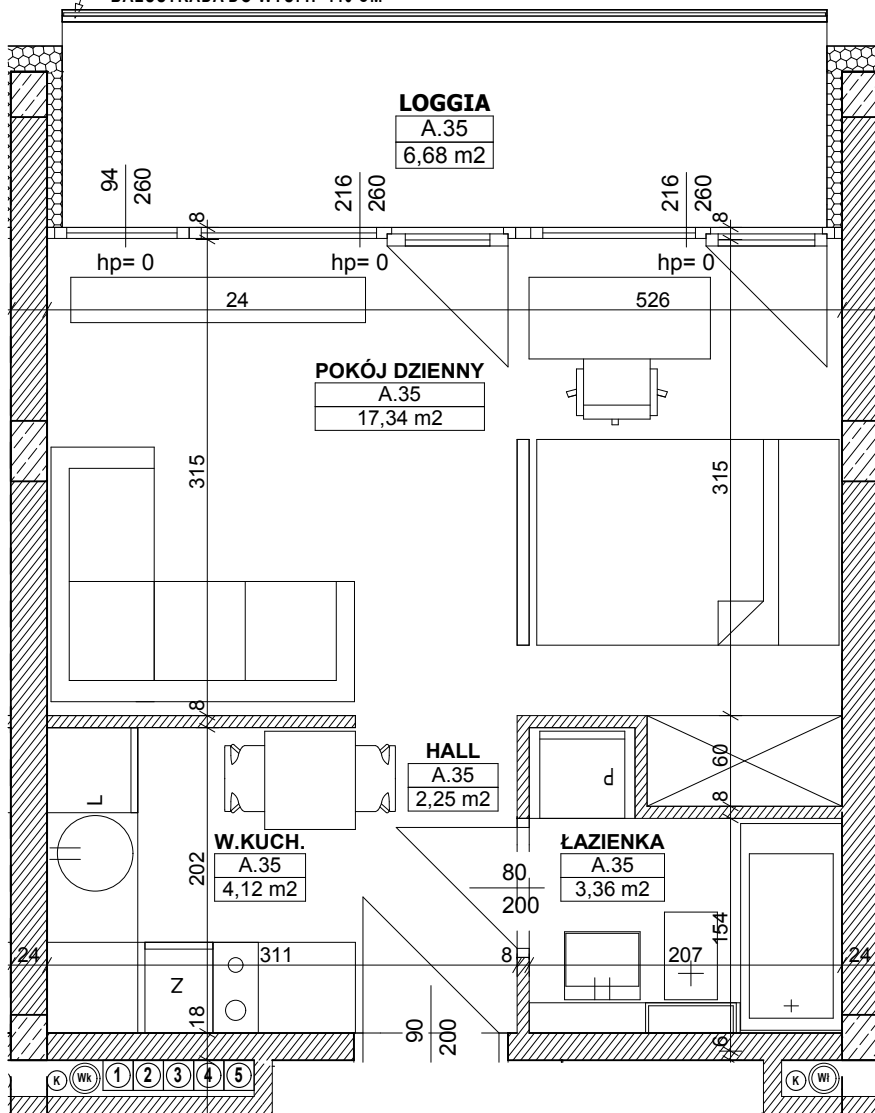 LOGGIA
A.35
6,68 m2
94
260
216
260
216
260
8
8
hp= 0
hp= 0
hp= 0
24
526
POKÓJ DZIENNY
A.35
17,34 m2
315
315
8
HALL
A.35
2,25 m2
60
8
P
L
W.KUCH.
A.35
4,12 m2
ŁAZIENKA
A.35
3,36 m2
202
80
200
154
24
311
8
207
24
Z
18
90
200
6
K
Wk
1
2
3
4
5
K
Wł